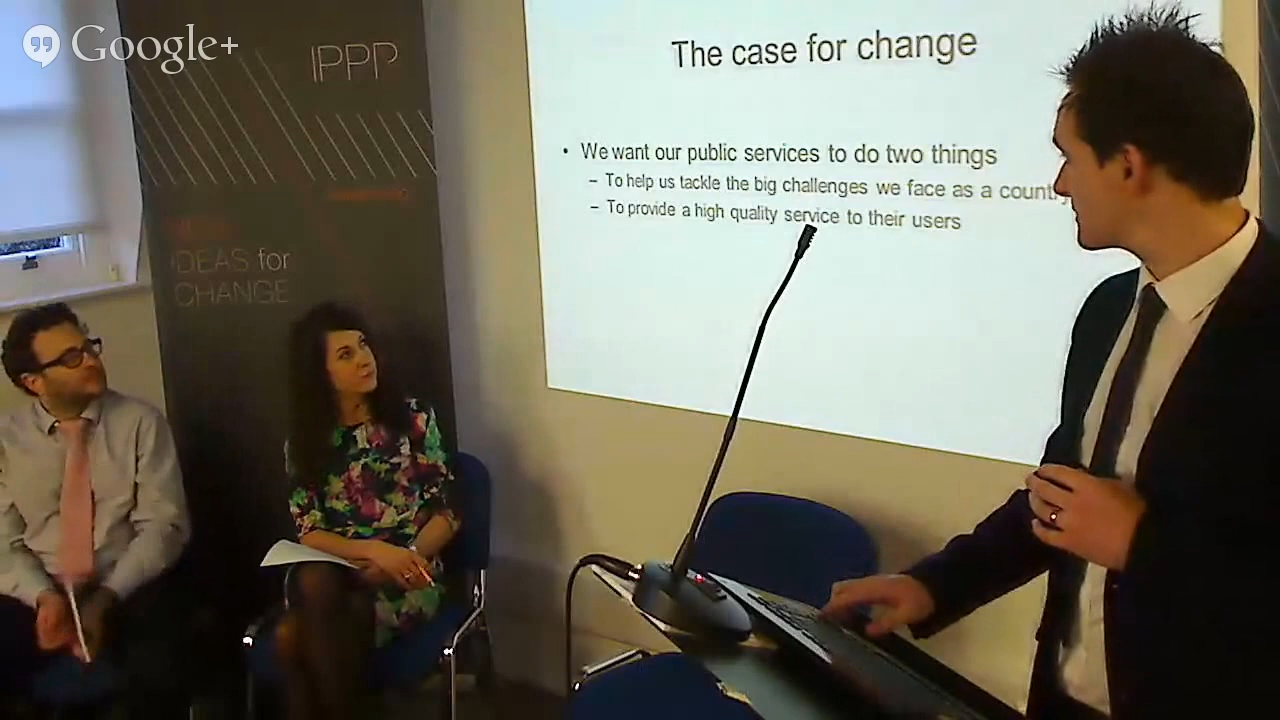 Google+
IPPP
IDEAS for
CHANGE
The case for change
• We want our public services to do two things
– To help us tackle the big challenges we face as a country
– To provide a high quality service to their users